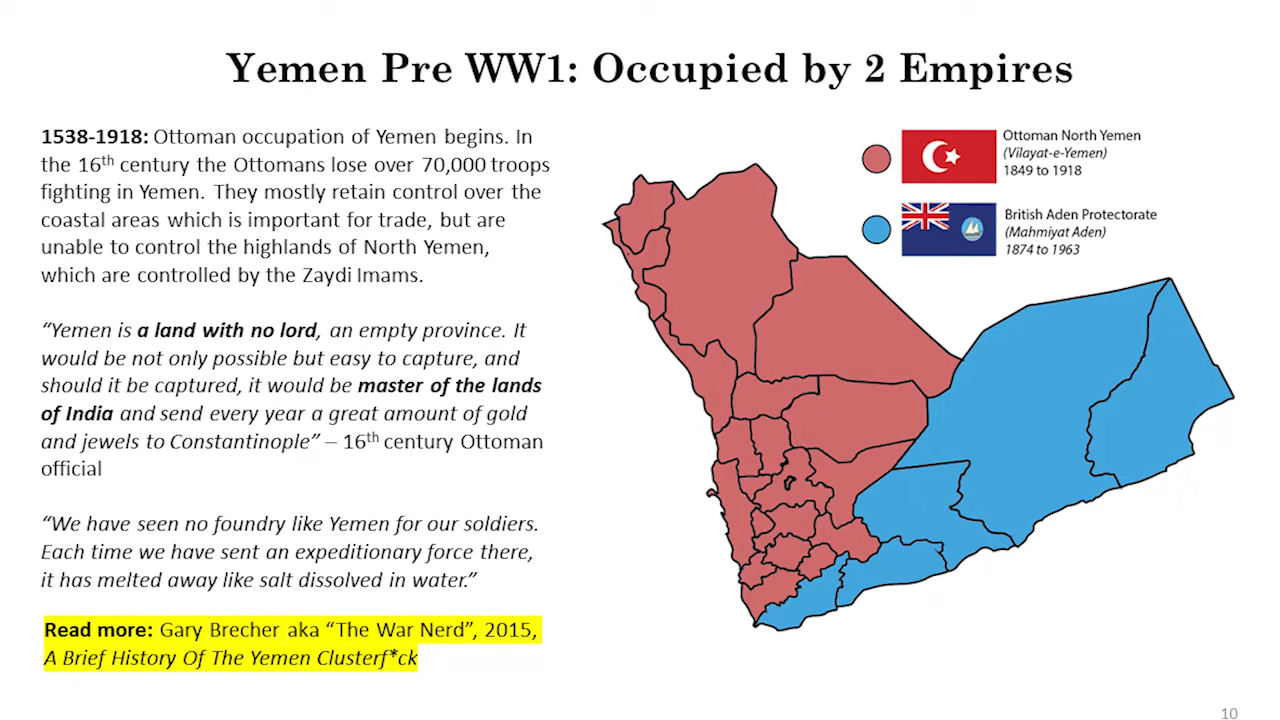 Yemen Pre WW1: Occupied by 2 Empires
1538-1918: Ottoman occupation of Yemen begins. In
the 16th century the Ottomans lose over 70,000 troops
fighting in Yemen. They mostly retain control over the
coastal areas which is important for trade, but are
unable to control the highlands of North Yemen,
which are controlled by the Zaydi Imams.
“Yemen is a land with no lord, an empty province. It
would be not only possible but easy to capture, and
should it be captured, it would be master of the lands
of India and send every year a great amount of gold
and jewels to Constantinople” – 16th century Ottoman
official
“We have seen no foundry like Yemen for our soldiers.
Each time we have sent an expeditionary force there,
it has melted away like salt dissolved in water.”
Read more: Gary Brecher aka “The War Nerd”, 2015,
A Brief History Of The Yemen Clusterf*ck
Ottoman North Yemen
(Vilayat-e-Yemen)
1849 to 1918
British Aden Protectorate
(Mahmiyat Aden)
1874 to 1963
10